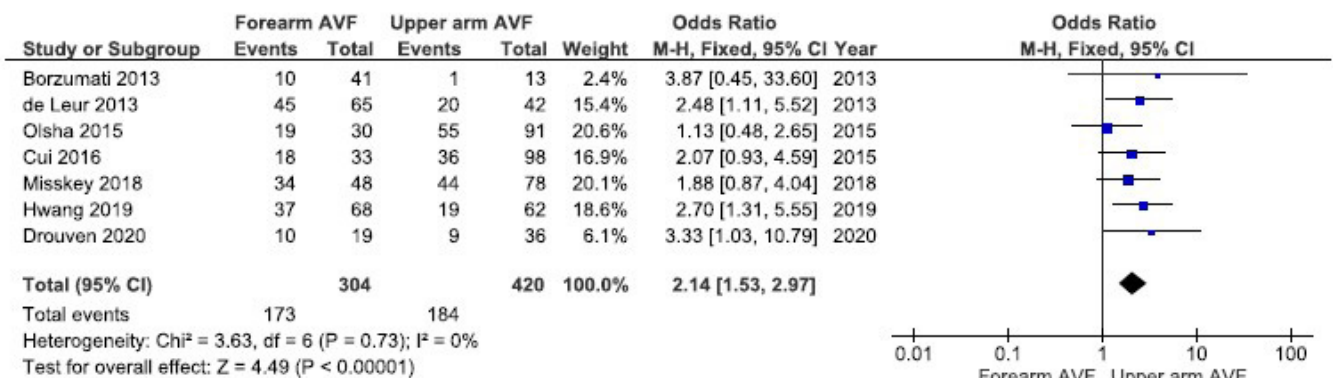 Forearm AVF Upper arm AVF Odds Ratio Odds Ratio
Study or Subgroup Events Total Events Total Weight M-H, Fixed, 95% CI Year M-H, Fixed, 95% CI
Borzumati 2013 10 41 1 13 2.4% 3.87 [0.45, 33.60] 2013
de Leur 2013 45 65 20 42 15.4% 2.48 [1.11, 5.52] 2013
Olsha 2015 19 30 55 91 20.6% 1.13 [0.48, 2.65] 2015
Cui 2016 18 33 36 98 16.9% 2.07 [0.93, 4.59] 2015
Misskey 2018 34 48 44 78 20.1% 1.88 [0.87, 4.04] 2018
Hwang 2019 37 68 19 62 18.6% 2.70 [1.31, 5.55] 2019
Drouven 2020 10 19 9 36 6.1% 3.33 [1.03, 10.79] 2020
Total (95% CI) 304 420 100.0% 2.14 [1.53, 2.97]
Total events 173 184
Heterogeneity: Chi² = 3.63, df = 6 (P = 0.73); I² = 0%
Test for overall effect: Z = 4.49 (P < 0.00001)
0.01 0.1 1 10 100
Forearm AVF Upper arm AVF